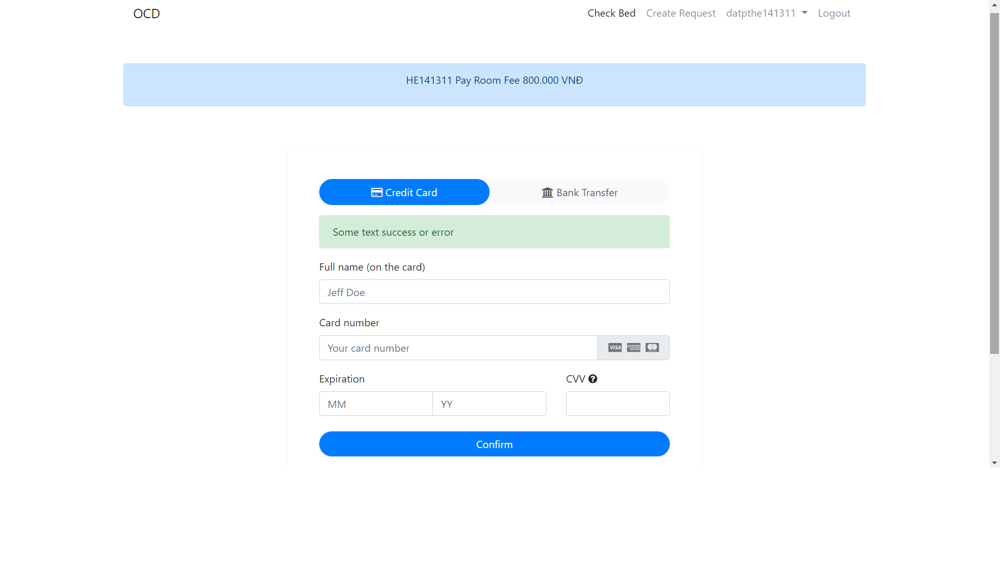 OCD
Check Bed Create Request datpthe141311 Logout
HE141311 Pay Room Fee 800.000 VNĐ
Credit Card Bank Transfer
Some text success or error
Full name (on the card)
Jeff Doe
Card number
Your card number VISA
Expiration CVV
MM YY
Confirm